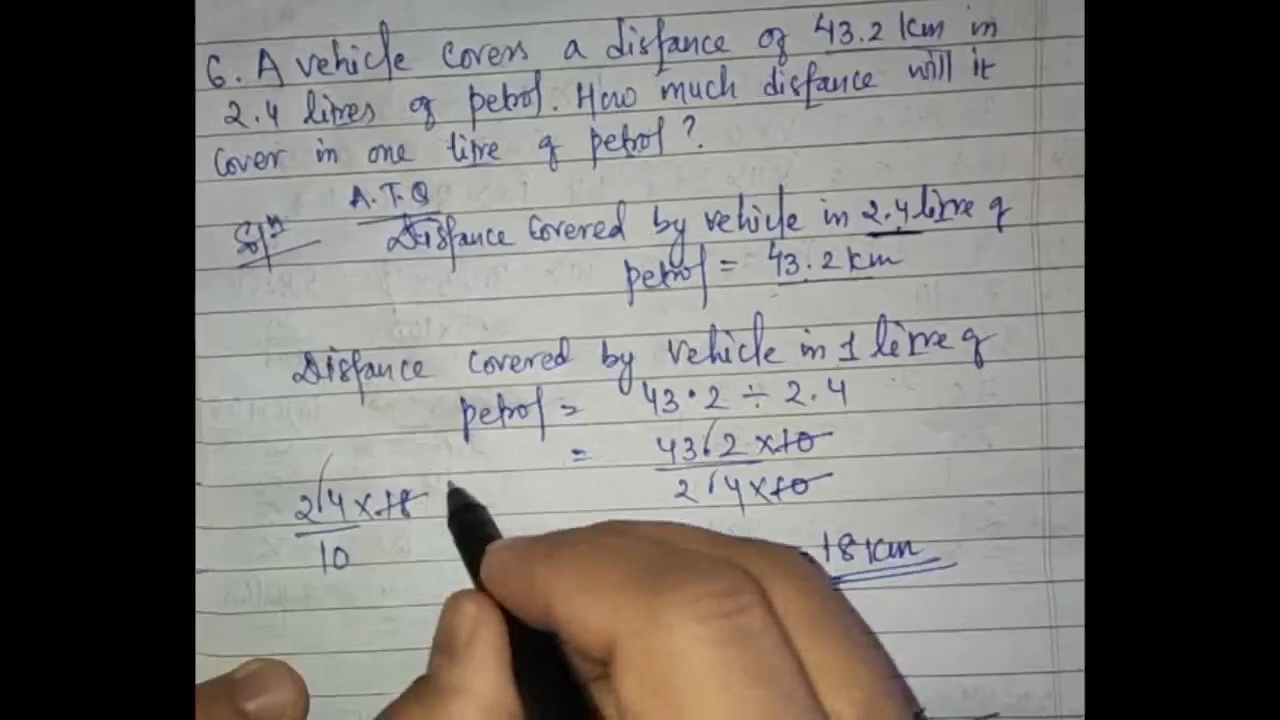 6. A vehicle covers a distance of 43.2 km in
2.4 litres of petrol. How much distance will it
cover in one litre of petrol?
A.T.Q
Solⁿ Distance covered by vehicle in 2.4 litre of
petrol = 43.2 km
Distance covered by vehicle in 1 litre of
petrol = 43.2 ÷ 2.4
= 43.2 × 10
2.4 × 10
2.4 × 10
10
18 km